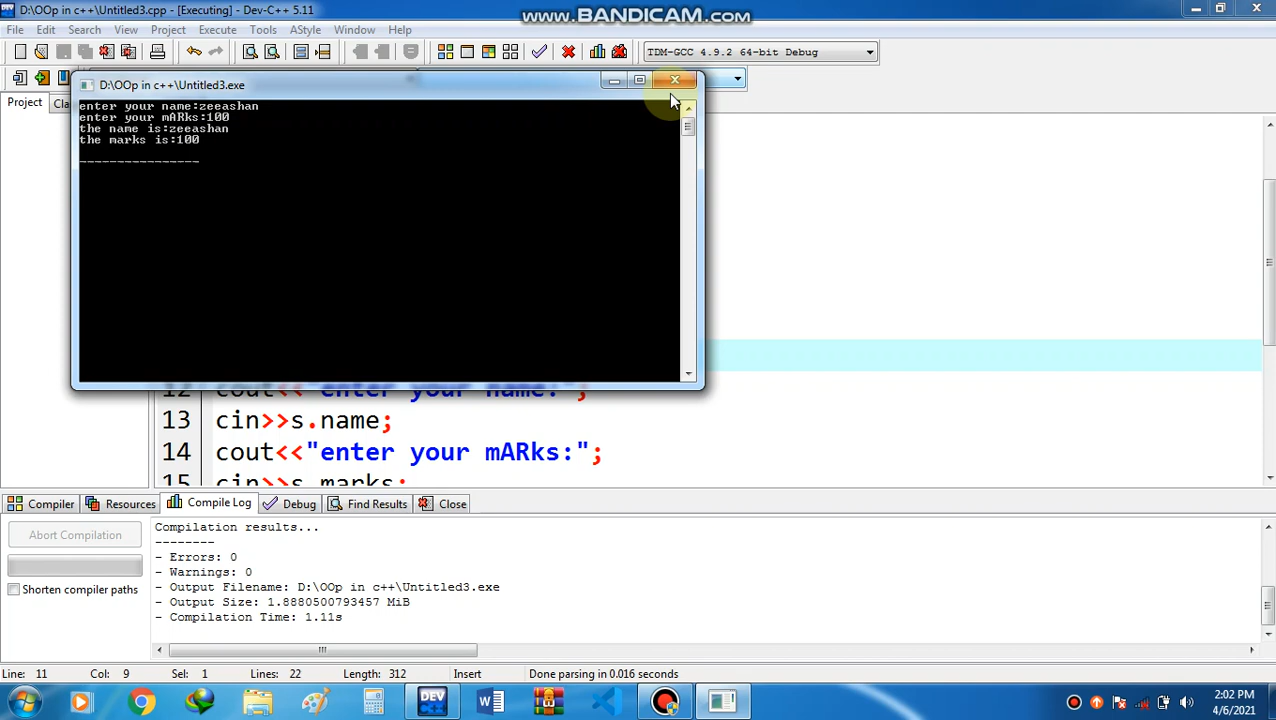 D:\OOp in c++\Untitled3.cpp - [Executing] - Dev-C++ 5.11
www.BANDICAM.com
File Edit Search View Project Execute Tools AStyle Window Help
TDM-GCC 4.9.2 64-bit Debug
Project Cla
D:\OOp in c++\Untitled3.exe
enter your name:zeeashan
enter your mARks:100
the name is:zeeashan
the marks is:100
----------------
12 cout<<"enter your name:";
13 cin>>s.name;
14 cout<<"enter your mARks:";
15 cin>>s.marks;
Compiler Resources Compile Log Debug Find Results Close
Abort Compilation
Shorten compiler paths
Compilation results...
--------
- Errors: 0
- Warnings: 0
- Output Filename: D:\OOp in c++\Untitled3.exe
- Output Size: 1.8880500793457 MiB
- Compilation Time: 1.11s
Line: 11 Col: 9 Sel: 1 Lines: 22 Length: 312 Insert Done parsing in 0.016 seconds
DEV C++
2:02 PM
4/6/2021